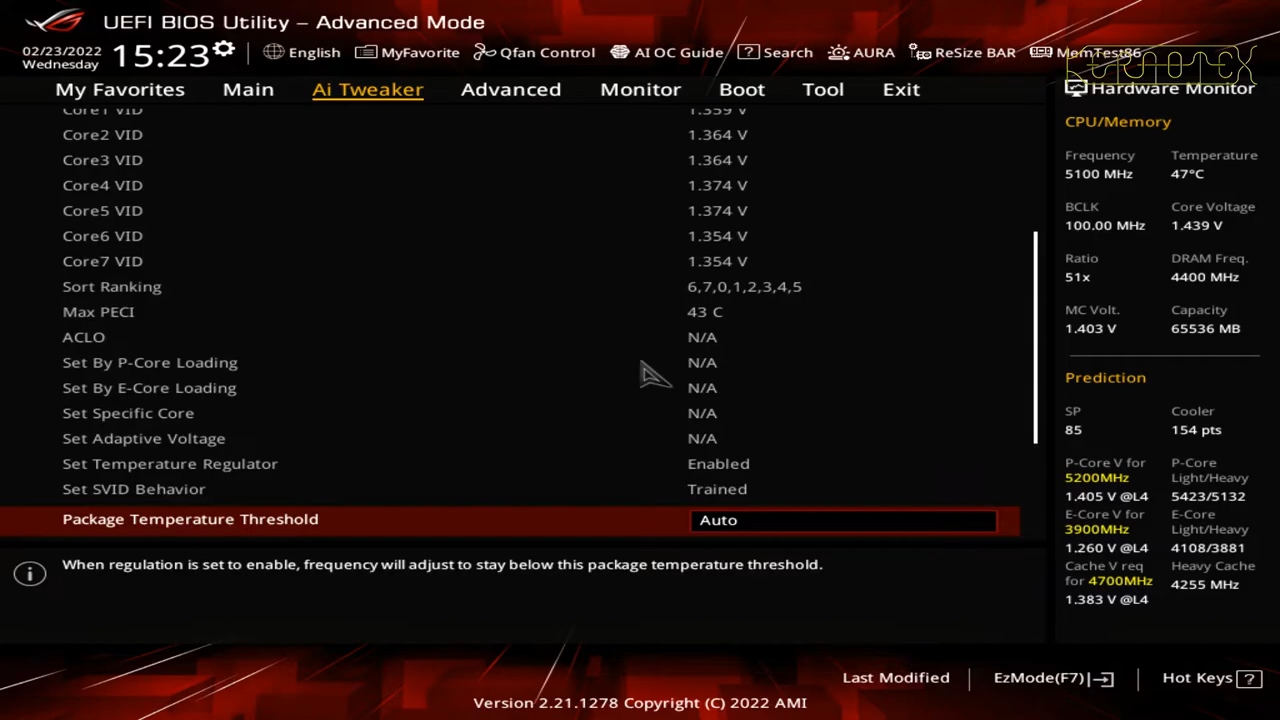 UEFI BIOS Utility – Advanced Mode
02/23/2022
Wednesday
15:23
English
MyFavorite
Qfan Control
AI OC Guide
? Search
AURA
ReSize BAR
MemTest86
My Favorites
Main
Ai Tweaker
Advanced
Monitor
Boot
Tool
Exit
Core1 VID 1.359 V
Core2 VID 1.364 V
Core3 VID 1.364 V
Core4 VID 1.374 V
Core5 VID 1.374 V
Core6 VID 1.354 V
Core7 VID 1.354 V
Sort Ranking 6,7,0,1,2,3,4,5
Max PECI 43 C
ACLO N/A
Set By P-Core Loading N/A
Set By E-Core Loading N/A
Set Specific Core N/A
Set Adaptive Voltage N/A
Set Temperature Regulator Enabled
Set SVID Behavior Trained
Package Temperature Threshold Auto
When regulation is set to enable, frequency will adjust to stay below this package temperature threshold.
Hardware Monitor
CPU/Memory
Frequency Temperature
5100 MHz 47°C
BCLK Core Voltage
100.00 MHz 1.439 V
Ratio DRAM Freq.
51x 4400 MHz
MC Volt. Capacity
1.403 V 65536 MB
Prediction
SP Cooler
85 154 pts
P-Core V for P-Core
5200MHz Light/Heavy
1.405 V @L4 5423/5132
E-Core V for E-Core
3900MHz Light/Heavy
1.260 V @L4 4108/3881
Cache V req Heavy Cache
for 4700MHz 4255 MHz
1.383 V @L4
Last Modified
EzMode(F7)
Hot Keys ?
Version 2.21.1278 Copyright (C) 2022 AMI